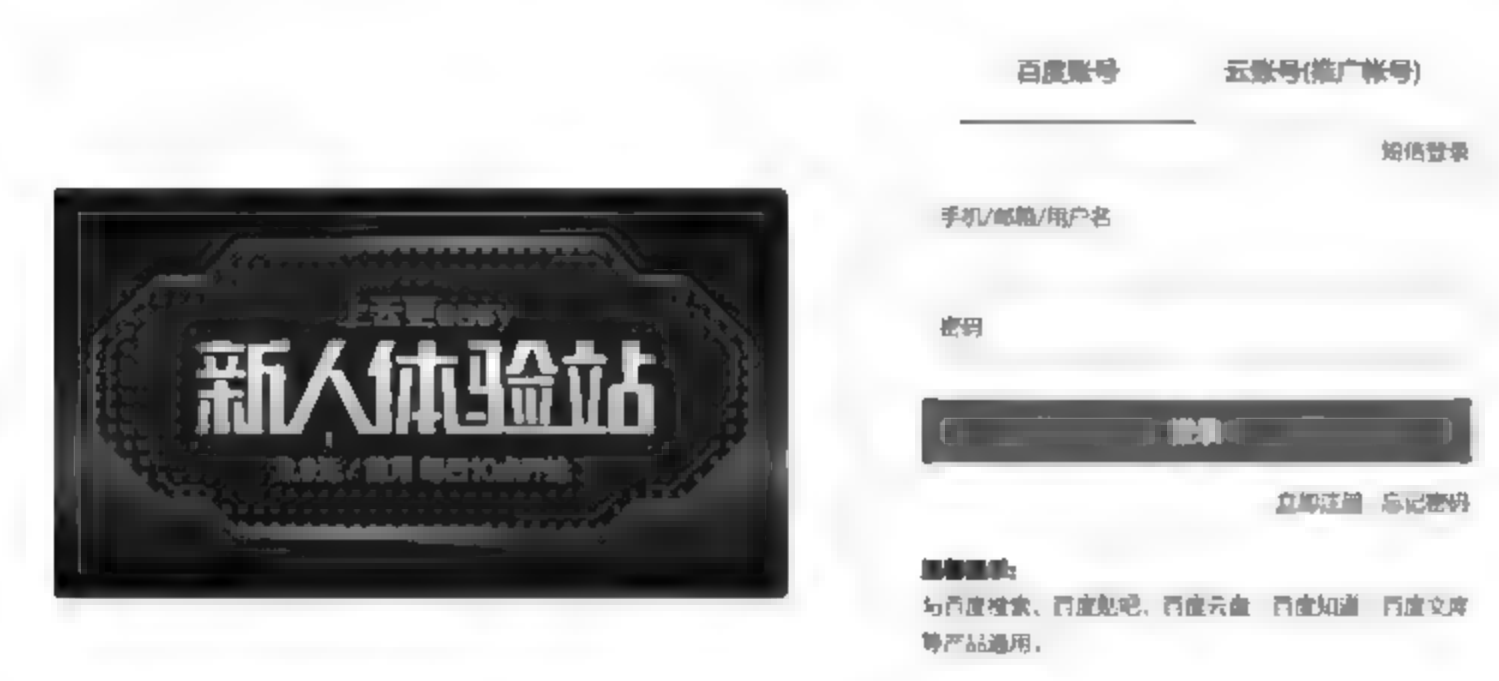 百度账号 云账号(推广帐号)
短信登录
手机/邮箱/用户名
新人体验站
密码
登录
立即注册 忘记密码
与百度搜索、百度贴吧、百度云盘 百度知道 百度文库
等产品通用。